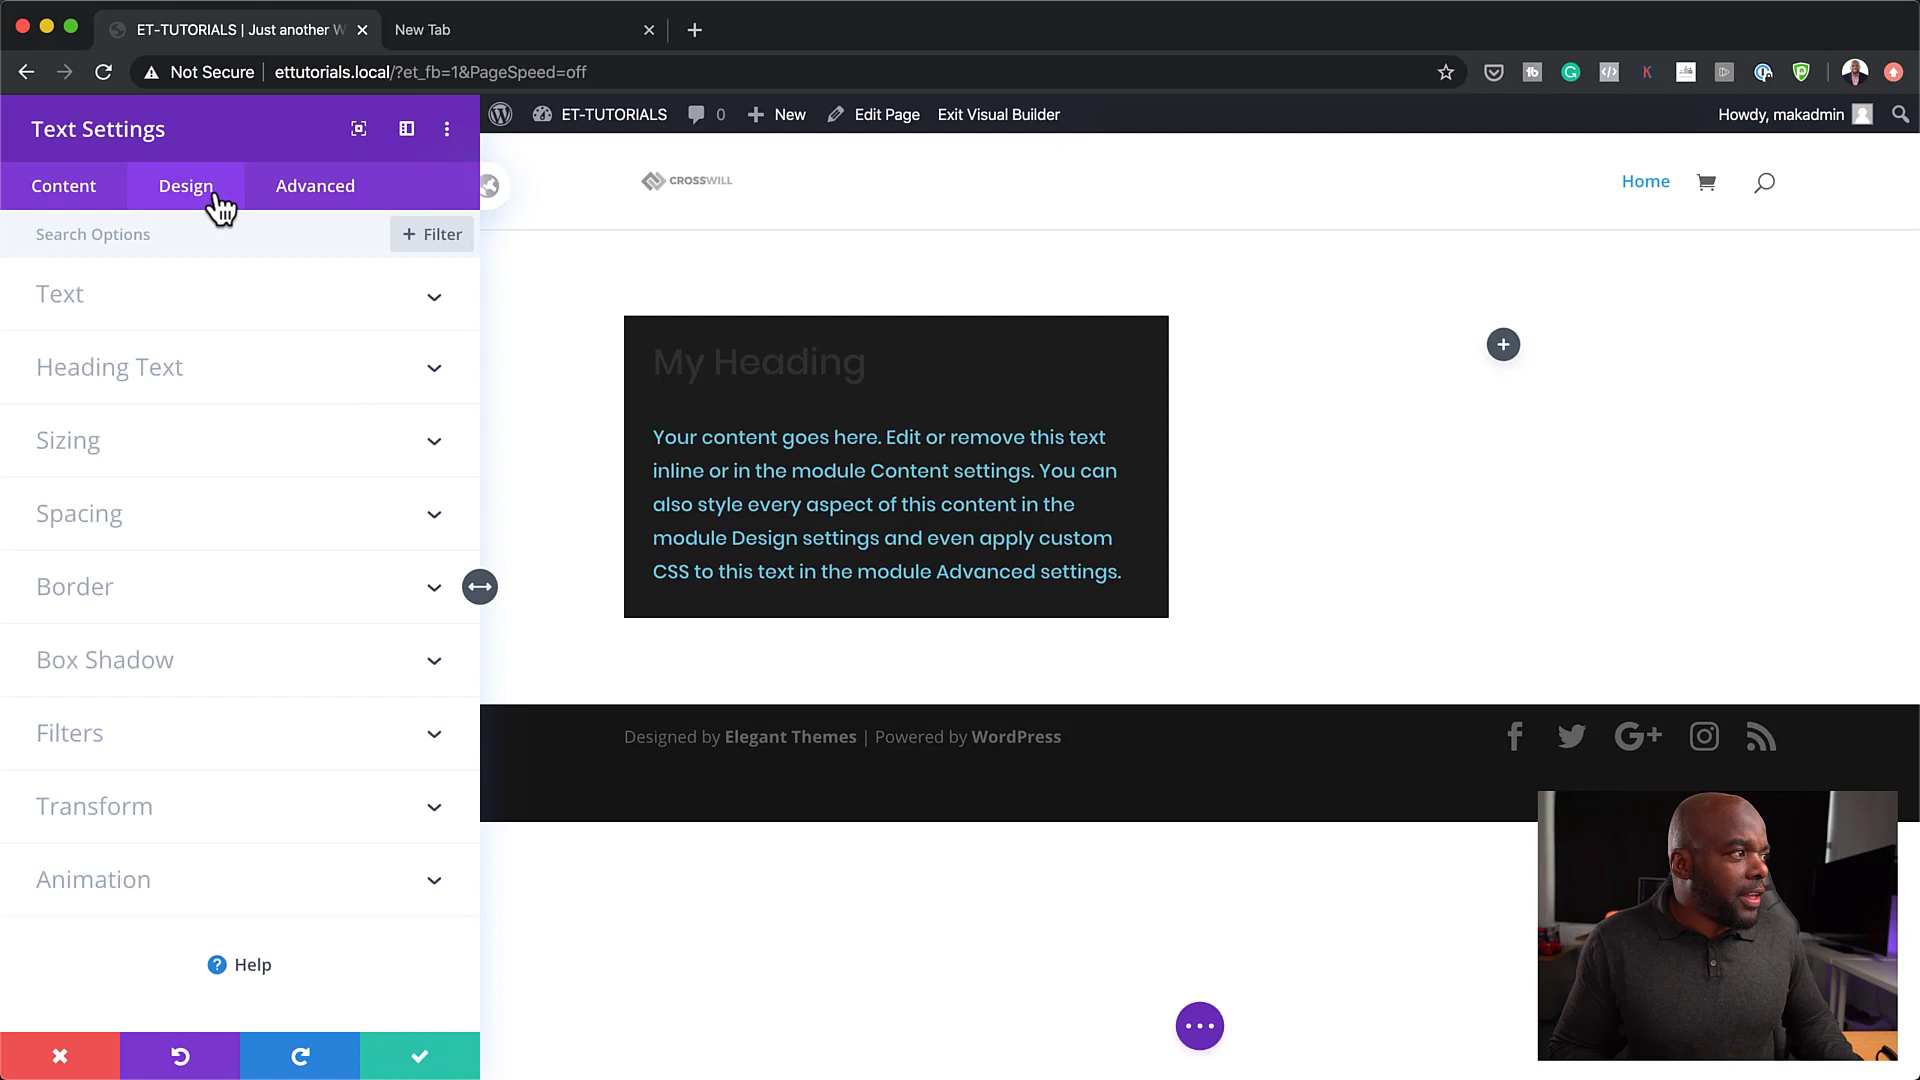 ET-TUTORIALS | Just another W
New Tab
Not Secure
ettutorials.local/?et_fb=1&PageSpeed=off
Text Settings
ET-TUTORIALS
0
New
Edit Page
Exit Visual Builder
Howdy, makadmin
Content
Design
Advanced
CROSSWILL
Home
Search Options
+ Filter
Text
Heading Text
Sizing
Spacing
Border
Box Shadow
Filters
Transform
Animation
Help
My Heading
Your content goes here. Edit or remove this text
inline or in the module Content settings. You can
also style every aspect of this content in the
module Design settings and even apply custom
CSS to this text in the module Advanced settings.
Designed by Elegant Themes | Powered by WordPress